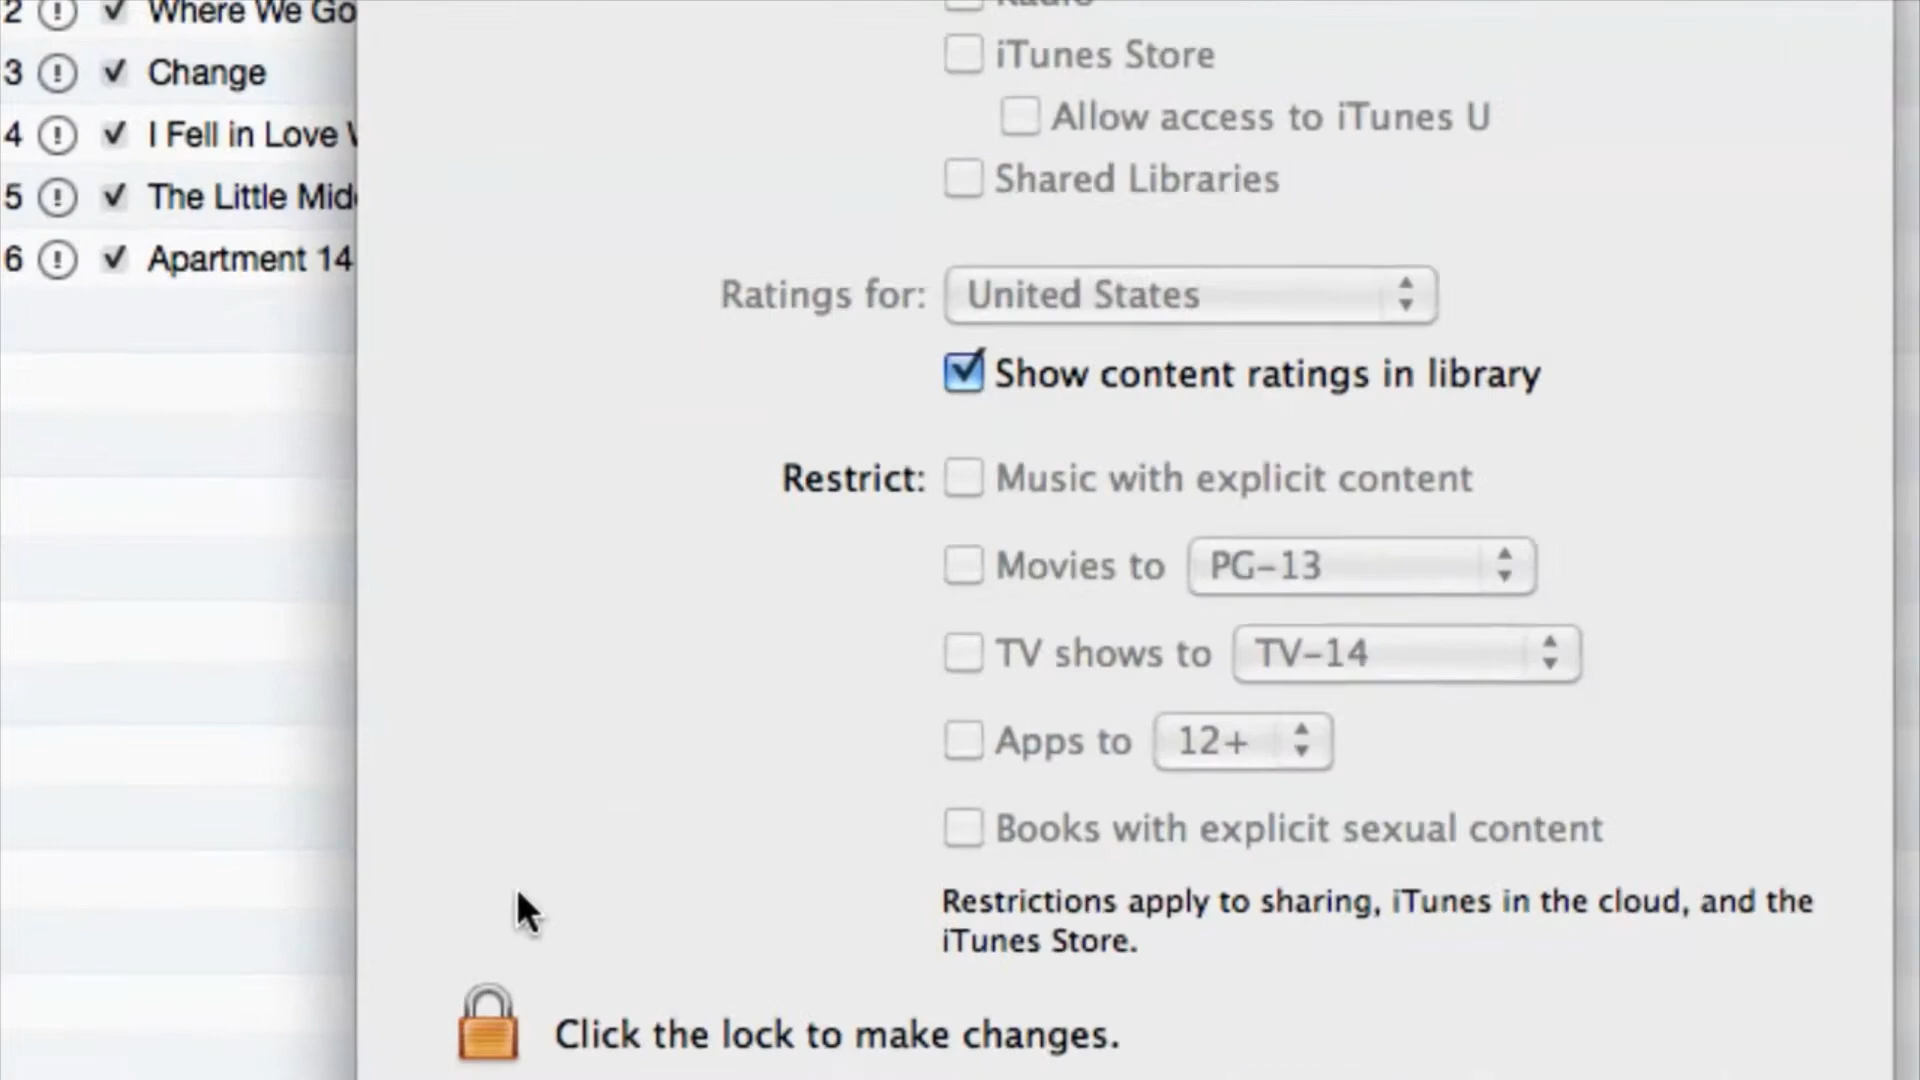 2 Where We Go
3 Change
4 I Fell in Love
5 The Little Mid
6 Apartment 14
Radio
iTunes Store
Allow access to iTunes U
Shared Libraries
Ratings for: United States
Show content ratings in library
Restrict: Music with explicit content
Movies to PG-13
TV shows to TV-14
Apps to 12+
Books with explicit sexual content
Restrictions apply to sharing, iTunes in the cloud, and the
iTunes Store.
Click the lock to make changes.